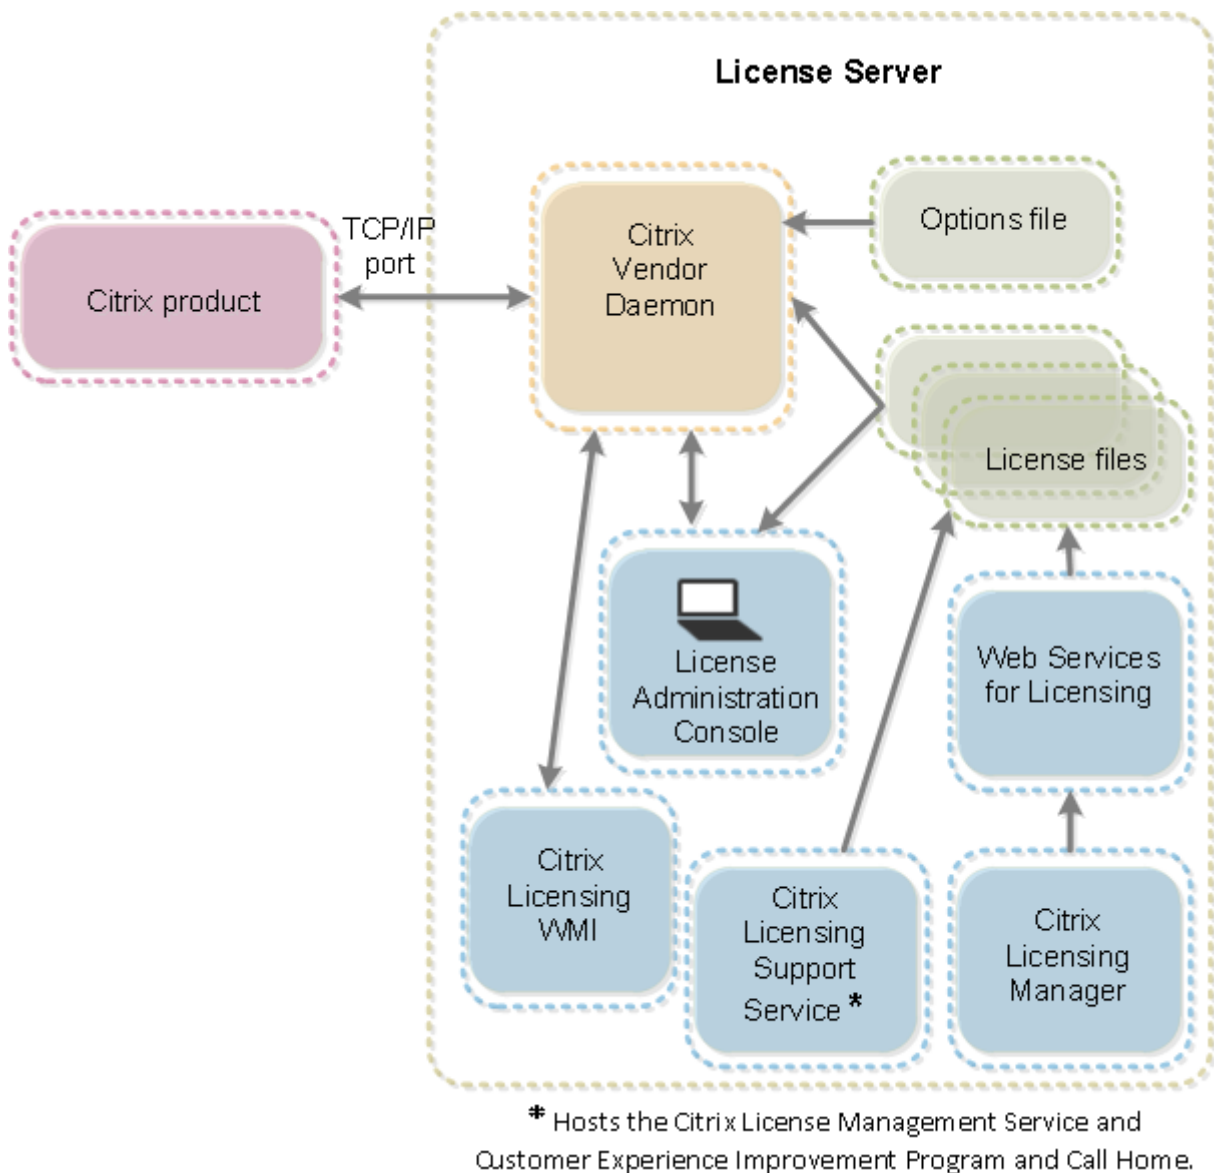 License Server
TCP/IP
port
Citrix product
Citrix
Vendor
Daemon
Options file
License files
License
Administration
Console
Web Services
for Licensing
Citrix
Licensing
WMI
Citrix
Licensing
Support
Service *
Citrix
Licensing
Manager
* Hosts the Citrix License Management Service and
Customer Experience Improvement Program and Call Home.